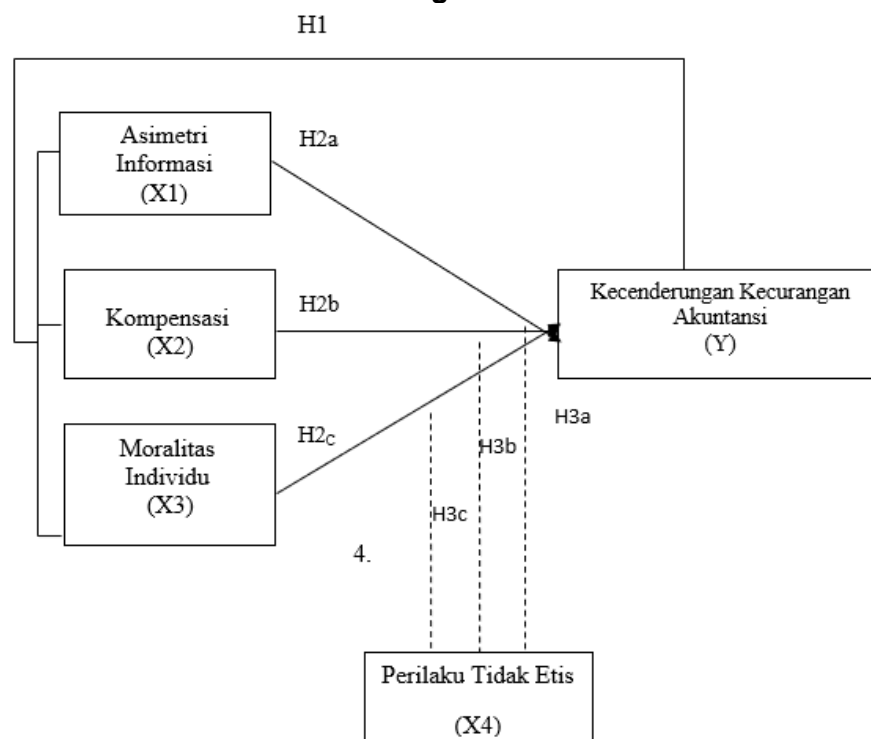 H1
Asimetri
Informasi
(X1)
H2a
Kompensasi
(X2)
H2b
Kecenderungan Kecurangan
Akuntansi
(Y)
Moralitas
Individu
(X3)
H2c
H3a
H3b
H3c
4.
Perilaku Tidak Etis
(X4)